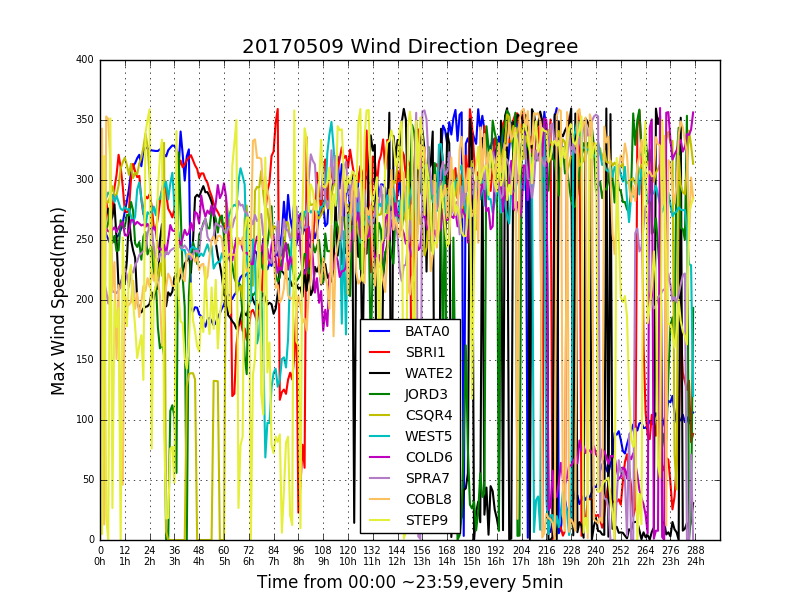 20170509 Wind Direction Degree
Max Wind Speed(mph)
400
350
300
250
200
150
100
50
0
BATA0
SBRI1
WATE2
JORD3
CSQR4
WEST5
COLD6
SPRA7
COBL8
STEP9
0 12 24 36 48 60 72 84 96 108 120 132 144 156 168 180 192 204 216 228 240 252 264 276 288
0h 1h 2h 3h 4h 5h 6h 7h 8h 9h 10h 11h 12h 13h 14h 15h 16h 17h 18h 19h 20h 21h 22h 23h 24h
Time from 00:00 ~23:59,every 5min